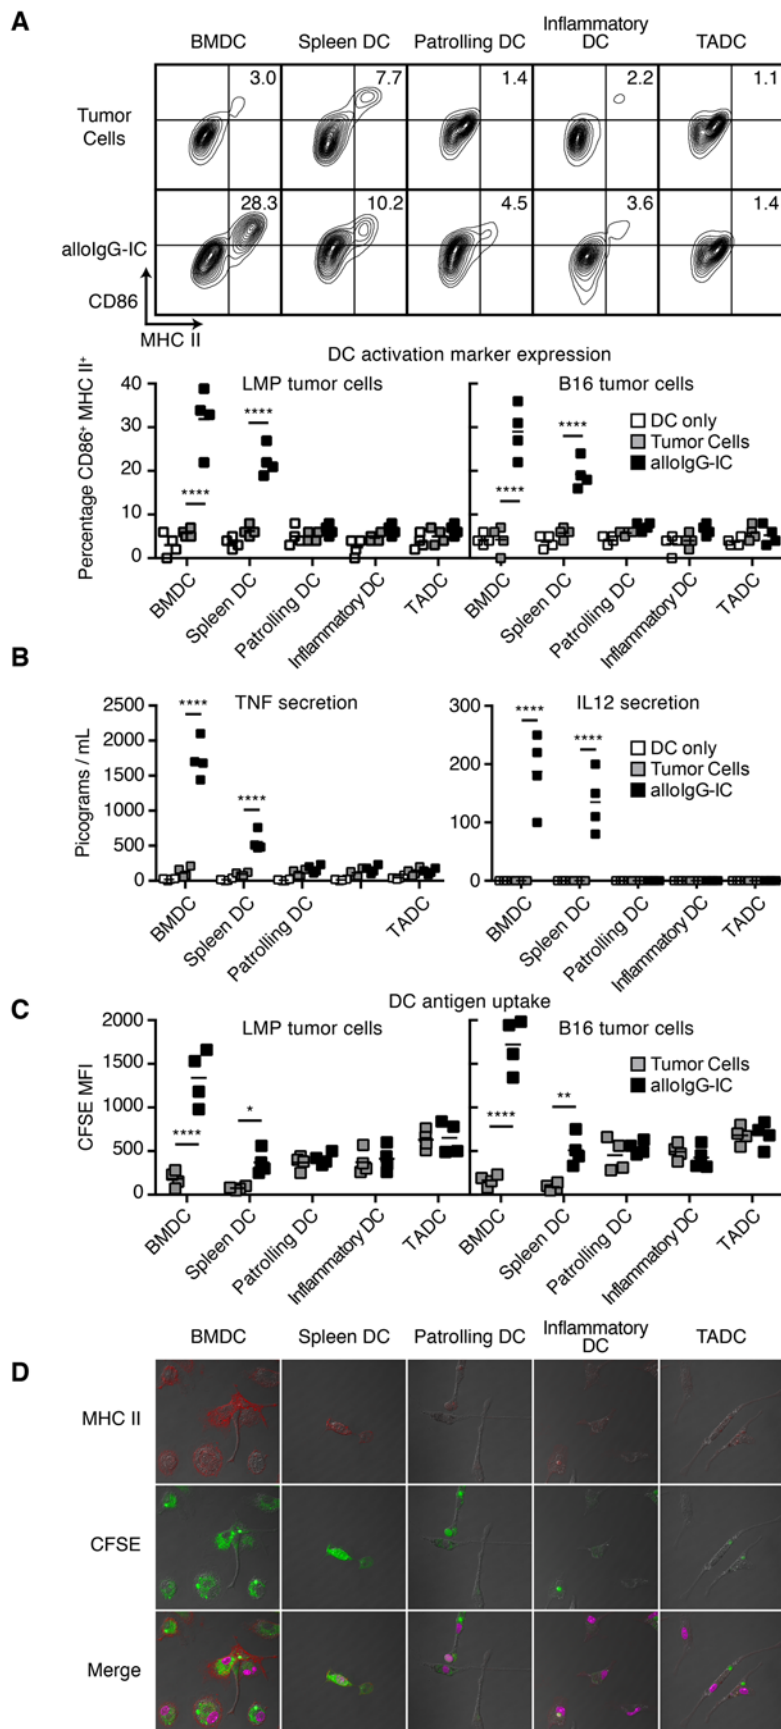 A
BMDC
Spleen DC
Patrolling DC
Inflammatory
DC
TADC
Tumor
Cells
3.0
7.7
1.4
2.2
1.1
alloIgG-IC
28.3
10.2
4.5
3.6
1.4
CD86
MHC II
DC activation marker expression
Percentage CD86+ MHC II+
40
30
20
10
0
LMP tumor cells
****
****
B16 tumor cells
****
****
DC only
Tumor Cells
alloIgG-IC
BMDC
Spleen DC
Patrolling DC
Inflammatory DC
TADC
BMDC
Spleen DC
Patrolling DC
Inflammatory DC
TADC
B
Picograms / mL
2500
2000
1500
1000
500
0
TNF secretion
****
****
BMDC
Spleen DC
Patrolling DC
TADC
300
200
100
0
IL12 secretion
****
****
DC only
Tumor Cells
alloIgG-IC
BMDC
Spleen DC
Patrolling DC
Inflammatory DC
TADC
C
DC antigen uptake
CFSE MFI
2000
1500
1000
500
0
LMP tumor cells
****
*
B16 tumor cells
****
**
Tumor Cells
alloIgG-IC
BMDC
Spleen DC
Patrolling DC
Inflammatory DC
TADC
BMDC
Spleen DC
Patrolling DC
Inflammatory DC
TADC
D
BMDC
Spleen DC
Patrolling DC
Inflammatory
DC
TADC
MHC II
CFSE
Merge